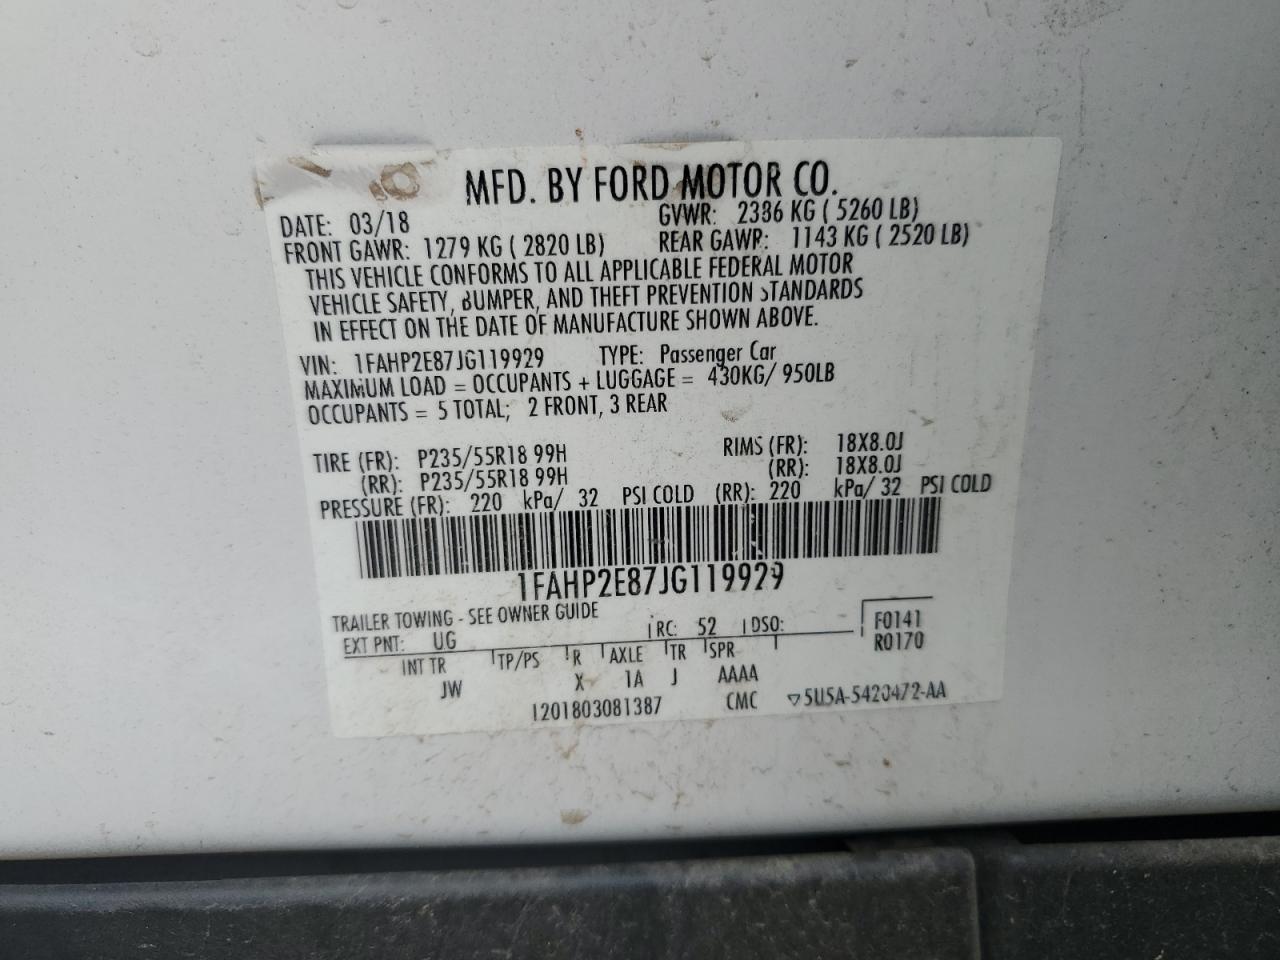 MFD. BY FORD MOTOR CO.
DATE: 03/18 GVWR: 2386 KG ( 5260 LB)
FRONT GAWR: 1279 KG ( 2820 LB) REAR GAWR: 1143 KG ( 2520 LB)
THIS VEHICLE CONFORMS TO ALL APPLICABLE FEDERAL MOTOR
VEHICLE SAFETY, BUMPER, AND THEFT PREVENTION STANDARDS
IN EFFECT ON THE DATE OF MANUFACTURE SHOWN ABOVE.
VIN: 1FAHP2E87JG119929 TYPE: Passenger Car
MAXIMUM LOAD = OCCUPANTS + LUGGAGE = 430KG/ 950LB
OCCUPANTS = 5 TOTAL; 2 FRONT, 3 REAR
TIRE (FR): P235/55R18 99H RIMS (FR): 18X8.0J
(RR): P235/55R18 99H (RR): 18X8.0J
PRESSURE (FR): 220 kPa/ 32 PSI COLD (RR): 220 kPa/ 32 PSI COLD
1FAHP2E87JG119929
TRAILER TOWING - SEE OWNER GUIDE
EXT PNT: UG RC: 52 DSO: F0141
R0170
INT TR TP/PS R AXLE TR SPR
JW X 1A J AAAA
1201803081387 CMC ▽5U5A-5420472-AA